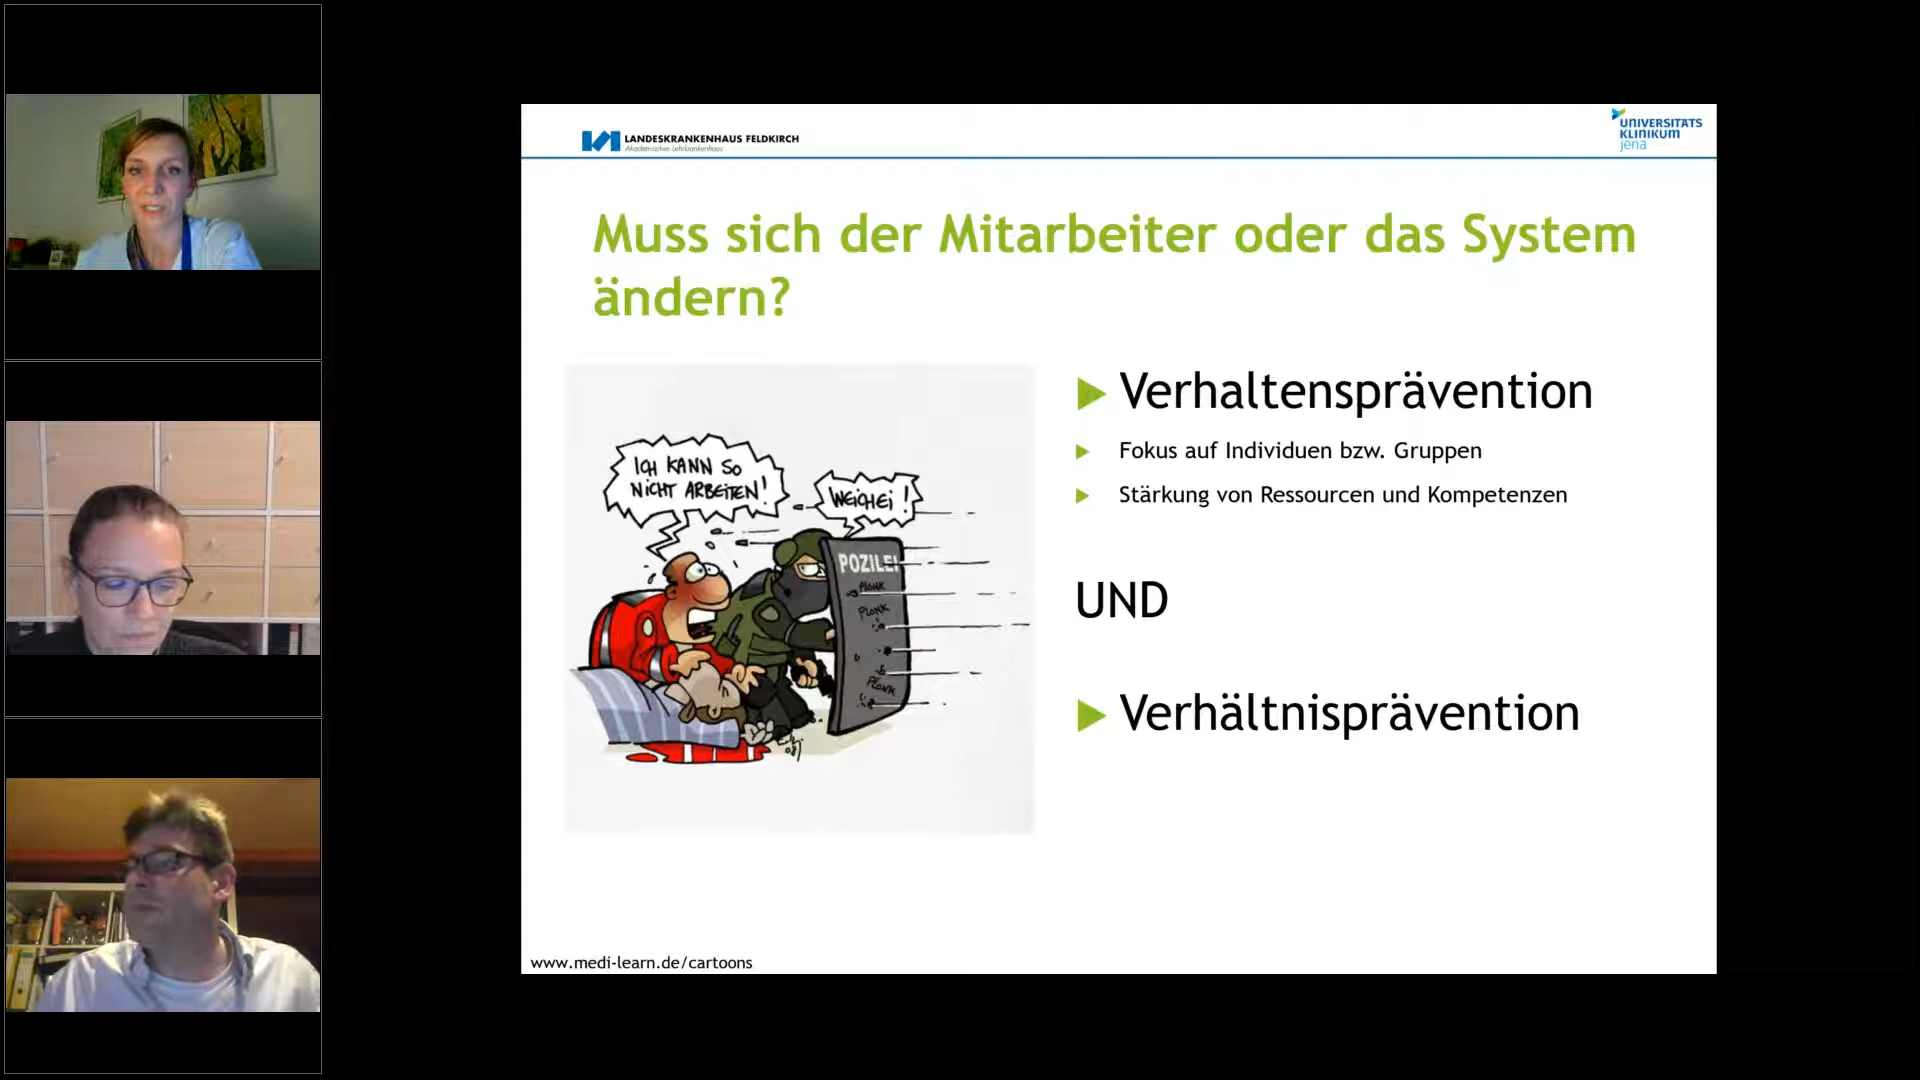 LANDESKRANKENHAUS FELDKIRCH
Akademisches Lehrkrankenhaus
UNIVERSITÄTS
KLINIKUM
jena
Muss sich der Mitarbeiter oder das System
ändern?
ICH KANN SO
NICHT ARBEITEN!
WEICHEI!
POZILEI
PLONK
PLONK
PLONK
Verhaltensprävention
Fokus auf Individuen bzw. Gruppen
Stärkung von Ressourcen und Kompetenzen
UND
Verhältnisprävention
www.medi-learn.de/cartoons